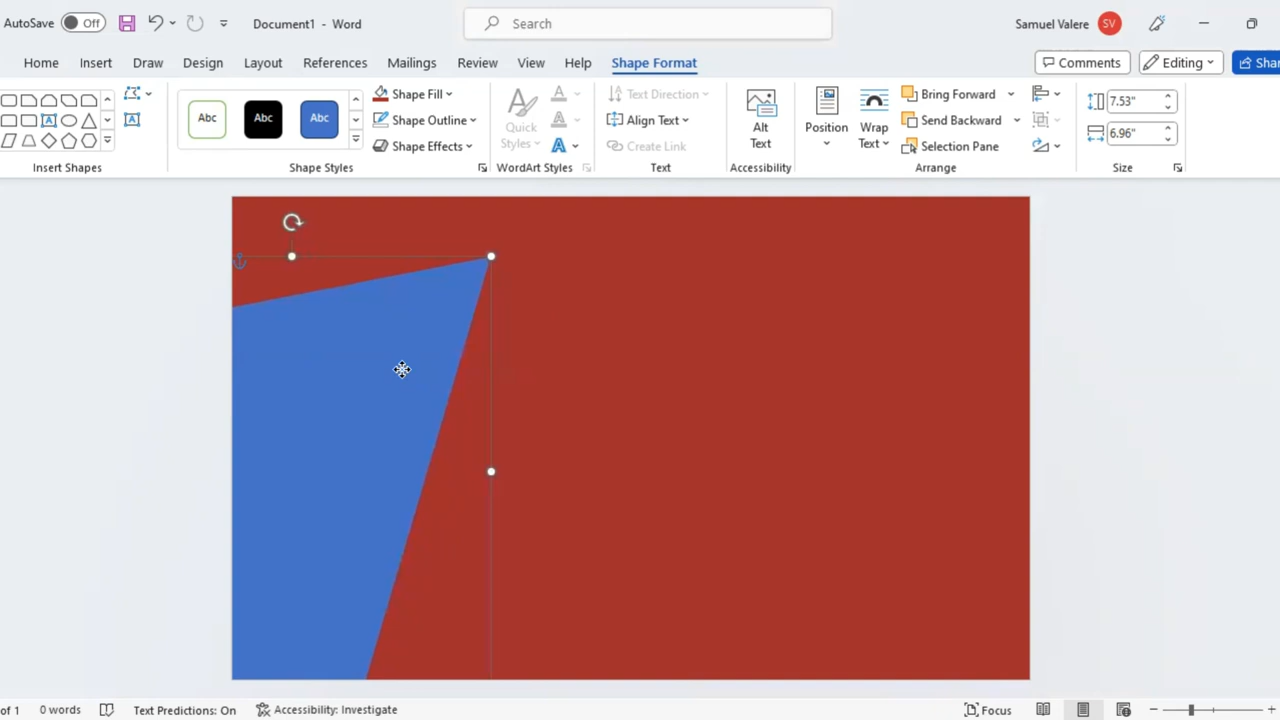 AutoSave Off Document1 - Word Search Samuel Valere SV
Home Insert Draw Design Layout References Mailings Review View Help Shape Format Comments Editing Shar
Abc Abc Abc
Shape Fill
Shape Outline
Shape Effects
Quick Styles
Text Direction
Align Text
Create Link
Alt Text
Position
Wrap Text
Bring Forward
Send Backward
Selection Pane
7.53"
6.96"
Insert Shapes Shape Styles WordArt Styles Text Accessibility Arrange Size
of 1 0 words Text Predictions: On Accessibility: Investigate Focus